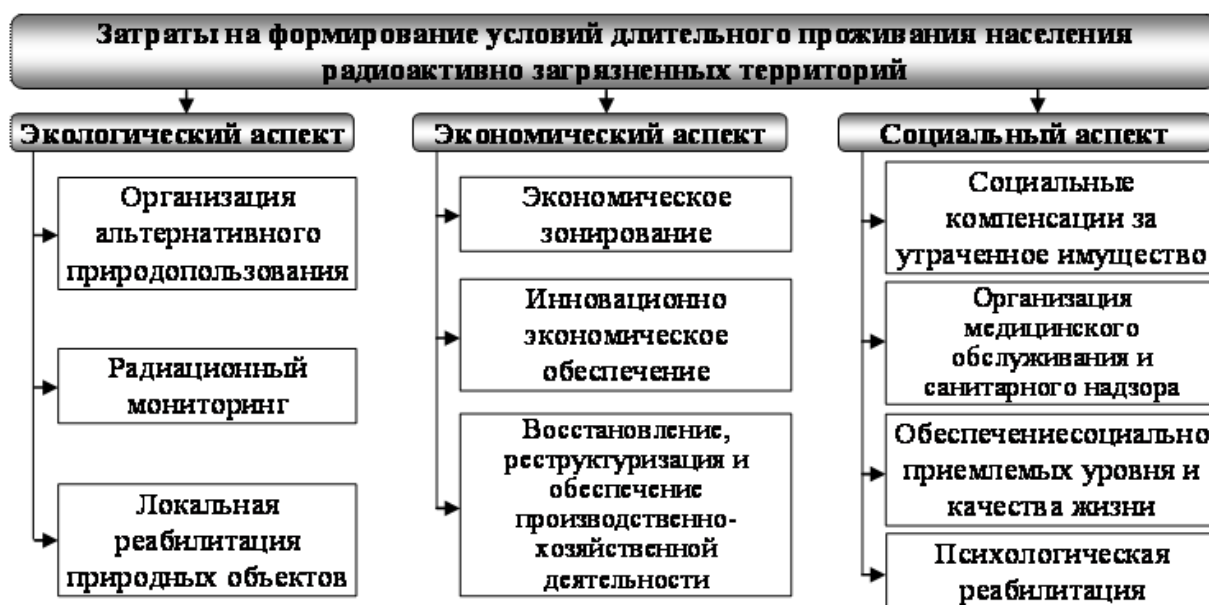 Затраты на формирование условий длительного проживания населения
радиоактивно загрязненных территорий
Экологический аспект
Организация
альтернативного
природопользования
Радиационный
мониторинг
Локальная
реабилитация
природных объектов
Экономический аспект
Экономическое
зонирование
Инновационно
экономическое
обеспечение
Восстановление,
реструктуризация и
обеспечение
производственно-
хозяйственной
деятельности
Социальный аспект
Социальные
компенсации за
утраченное имущество
Организация
медицинского
обслуживания и
санитарного надзора
Обеспечениесоциально
приемлемых уровня и
качества жизни
Психологическая
реабилитация